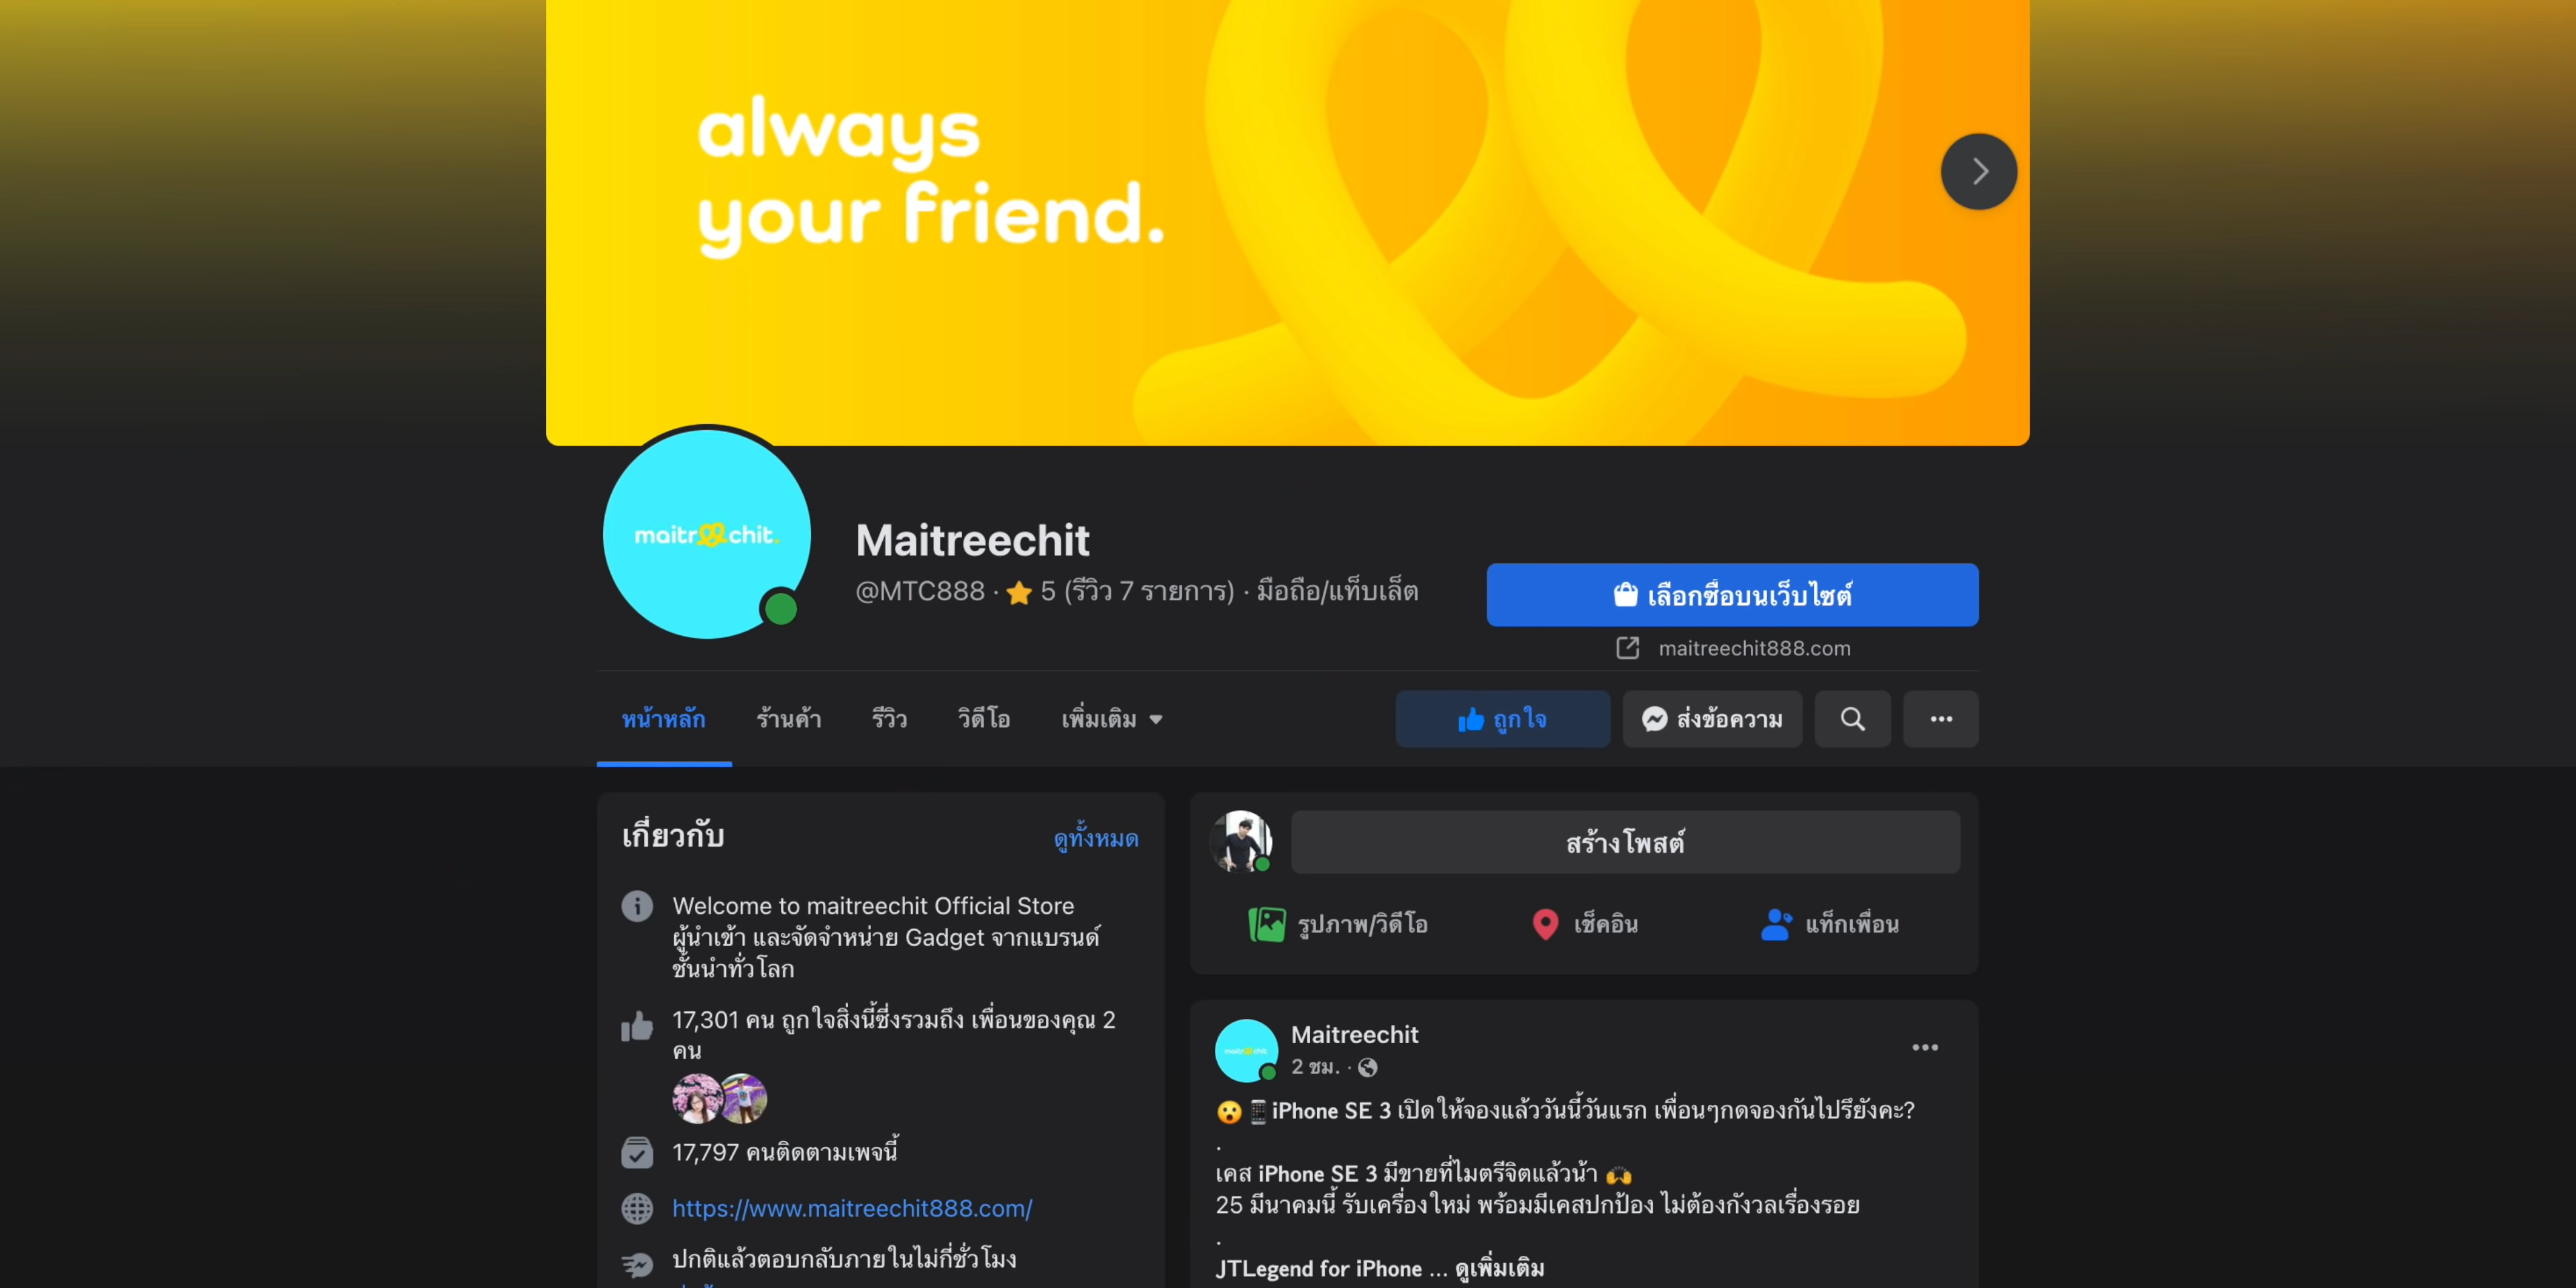 always
your friend.
maitreechit.
Maitreechit
@MTC888 · ⭐ 5 (รีวิว 7 รายการ) · มือถือ/แท็บเล็ต
เลือกซื้อบนเว็บไซต์
maitreechit888.com
หน้าหลัก ร้านค้า รีวิว วิดีโอ เพิ่มเติม
ถูกใจ ส่งข้อความ
เกี่ยวกับ ดูทั้งหมด
Welcome to maitreechit Official Store
ผู้นำเข้า และจัดจำหน่าย Gadget จากแบรนด์
ชั้นนำทั่วโลก
17,301 คน ถูกใจสิ่งนี้ซึ่งรวมถึง เพื่อนของคุณ 2
คน
17,797 คนติดตามเพจนี้
https://www.maitreechit888.com/
ปกติแล้วตอบกลับภายในไม่กี่ชั่วโมง
สร้างโพสต์
รูปภาพ/วิดีโอ เช็คอิน แท็กเพื่อน
Maitreechit
2 ชม. ·
😮📱iPhone SE 3 เปิดให้จองแล้ววันนี้วันแรก เพื่อนๆกดจองกันไปรึยังคะ?
.
เคส iPhone SE 3 มีขายที่ไมตรีจิตแล้วน้า 🙌
25 มีนาคมนี้ รับเครื่องใหม่ พร้อมมีเคสปกป้อง ไม่ต้องกังวลเรื่องรอย
.
JTLegend for iPhone ... ดูเพิ่มเติม